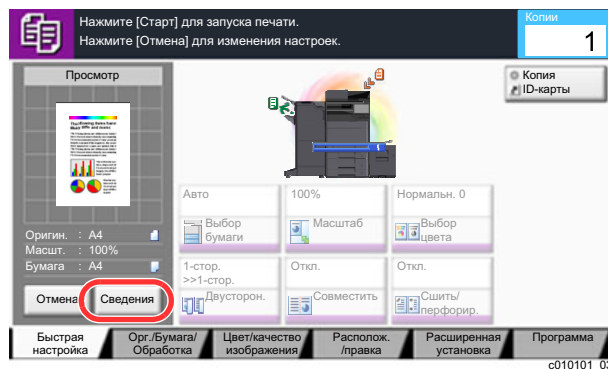 Нажмите [Старт] для запуска печати.
Нажмите [Отмена] для изменения настроек.
Копии
1
Просмотр
Копия
ID-карты
Оригин. : A4
Масшт. : 100%
Бумага : A4
Отмена
Сведения
Авто
100%
Нормальн. 0
Выбор
бумаги
Масштаб
Выбор
цвета
1-стор.
>>1-стор.
Откл.
Откл.
Двусторон.
Совместить
Сшить/
перфорир.
Быстрая
настройка
Орг./Бумага/
Обработка
Цвет/качество
изображения
Располож.
/правка
Расширенная
установка
Программа
c010101_03